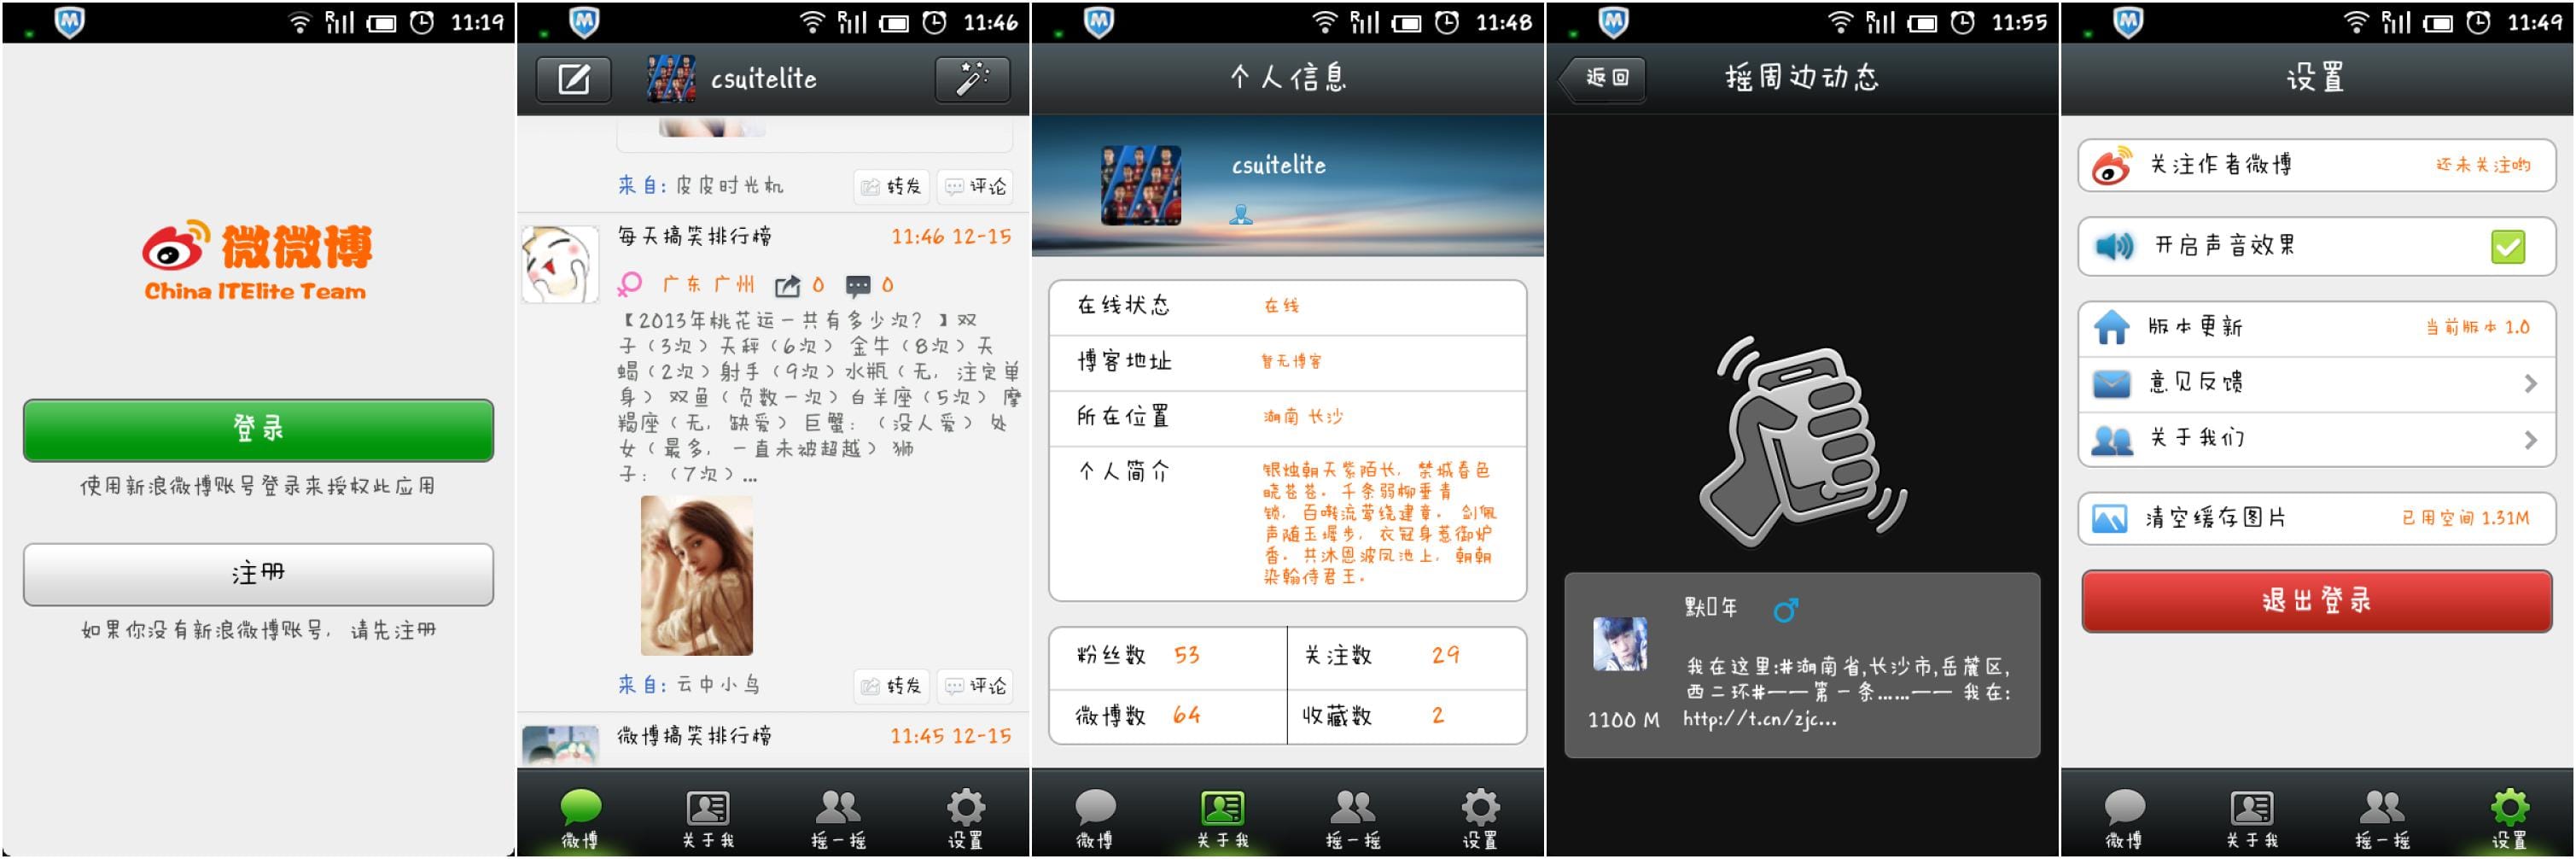 11:19
微微博
China ITElite Team
登录
使用新浪微博账号登录来授权此应用
注册
如果你没有新浪微博账号，请先注册
R 11:46
csuitelite
来自: 皮皮时光机 转发 评论
每天搞笑排行榜 11:46 12-15
广东 广州 0 0
【2013年桃花运一共有多少次？】双
子（3次）天秤（6次） 金牛（8次）天
蝎（2次）射手（9次）水瓶（无，注定单
身） 双鱼（负数一次）白羊座（5次） 摩
羯座（无，缺爱） 巨蟹：（没人爱） 处
女（最多，一直未被超越） 狮
子：（7次）...
来自: 云中小鸟 转发 评论
微博搞笑排行榜 11:45 12-15
微博 关于我 摇一摇 设置
R 11:48
个人信息
csuitelite
在线状态 在线
博客地址 暂无博客
所在位置 湖南 长沙
个人简介 银烛朝天紫陌长，禁城春色
晓苍苍。千条弱柳垂青
锁，百啭流莺绕建章。剑佩
声随玉墀步，衣冠身惹御炉
香。共沐恩波凤池上，朝朝
染翰侍君王。
粉丝数 53 关注数 29
微博数 64 收藏数 2
微博 关于我 摇一摇 设置
R 11:55
返回 摇周边动态
默 年
我在这里:#湖南省,长沙市,岳麓区,
西二环#一一第一条……一一 我在:
1100 M http://t.cn/zjc...
R 11:49
设置
关注作者微博 还未关注哟
开启声音效果
版本更新 当前版本 1.0
意见反馈
关于我们
清空缓存图片 已用空间 1.31M
退出登录
微博 关于我 摇一摇 设置